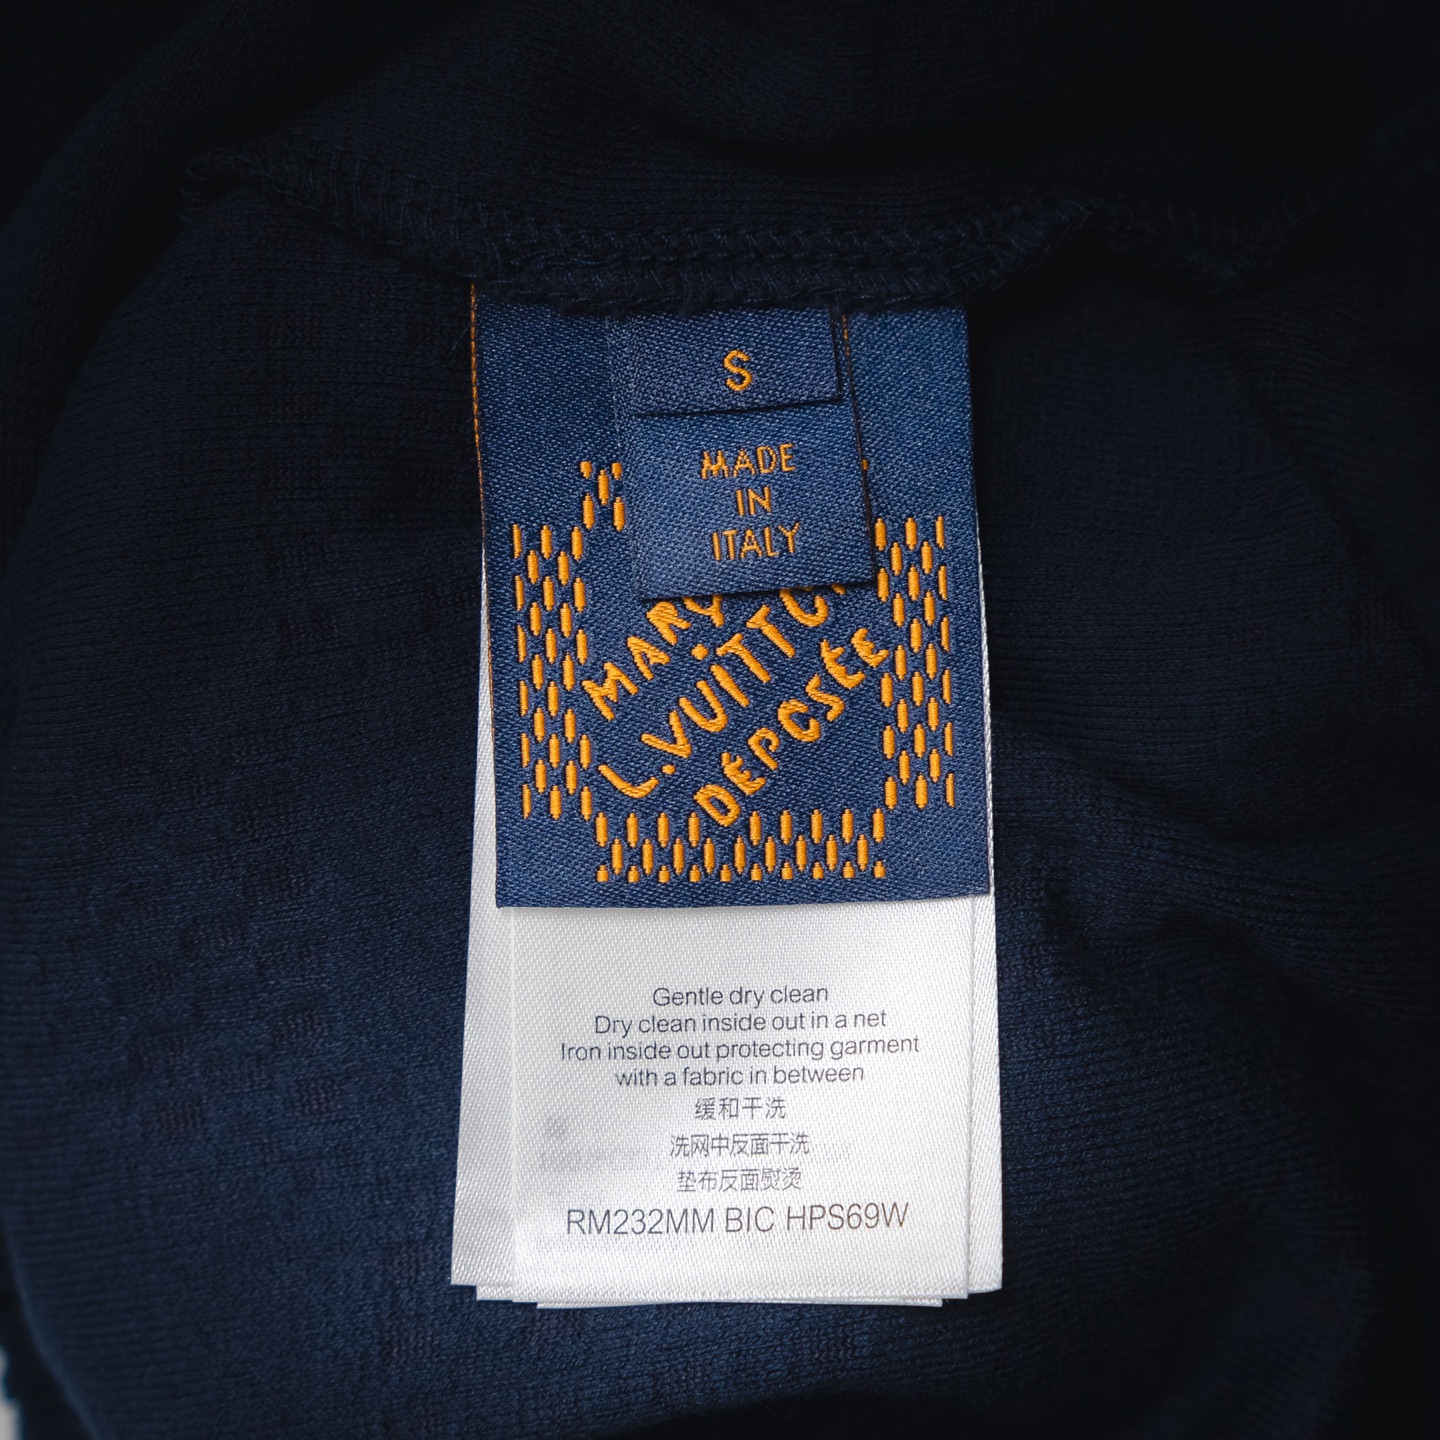 S
MADE
IN
ITALY
MARQ
L.VUITTO
DÉPOSÉE
Gentle dry clean
Dry clean inside out in a net
Iron inside out protecting garment
with a fabric in between
缓和干洗
洗网中反面干洗
垫布反面熨烫
RM232MM BIC HPS69W